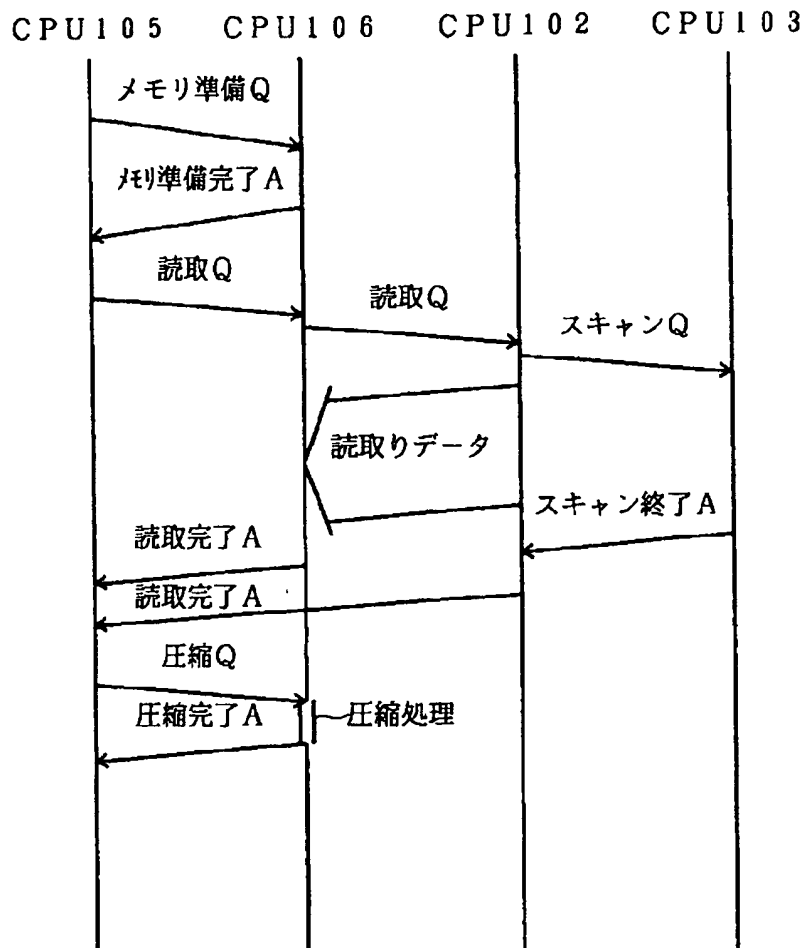 CPU105 CPU106 CPU102 CPU103
メモリ準備Q
メモリ準備完了A
読取Q
読取Q
スキャンQ
読取りデータ
スキャン終了A
読取完了A
読取完了A
圧縮Q
圧縮完了A
圧縮処理